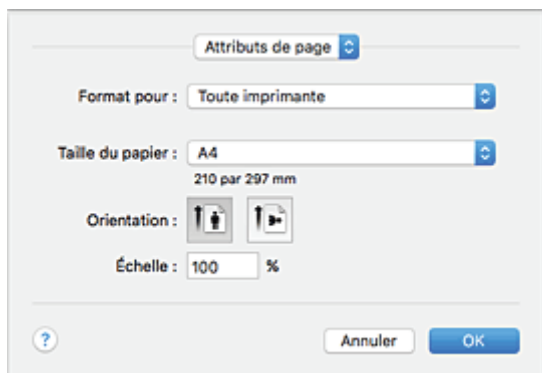 Attributs de page
Format pour : Toute imprimante
Taille du papier : A4
210 par 297 mm
Orientation :
Échelle : 100 %
? Annuler OK